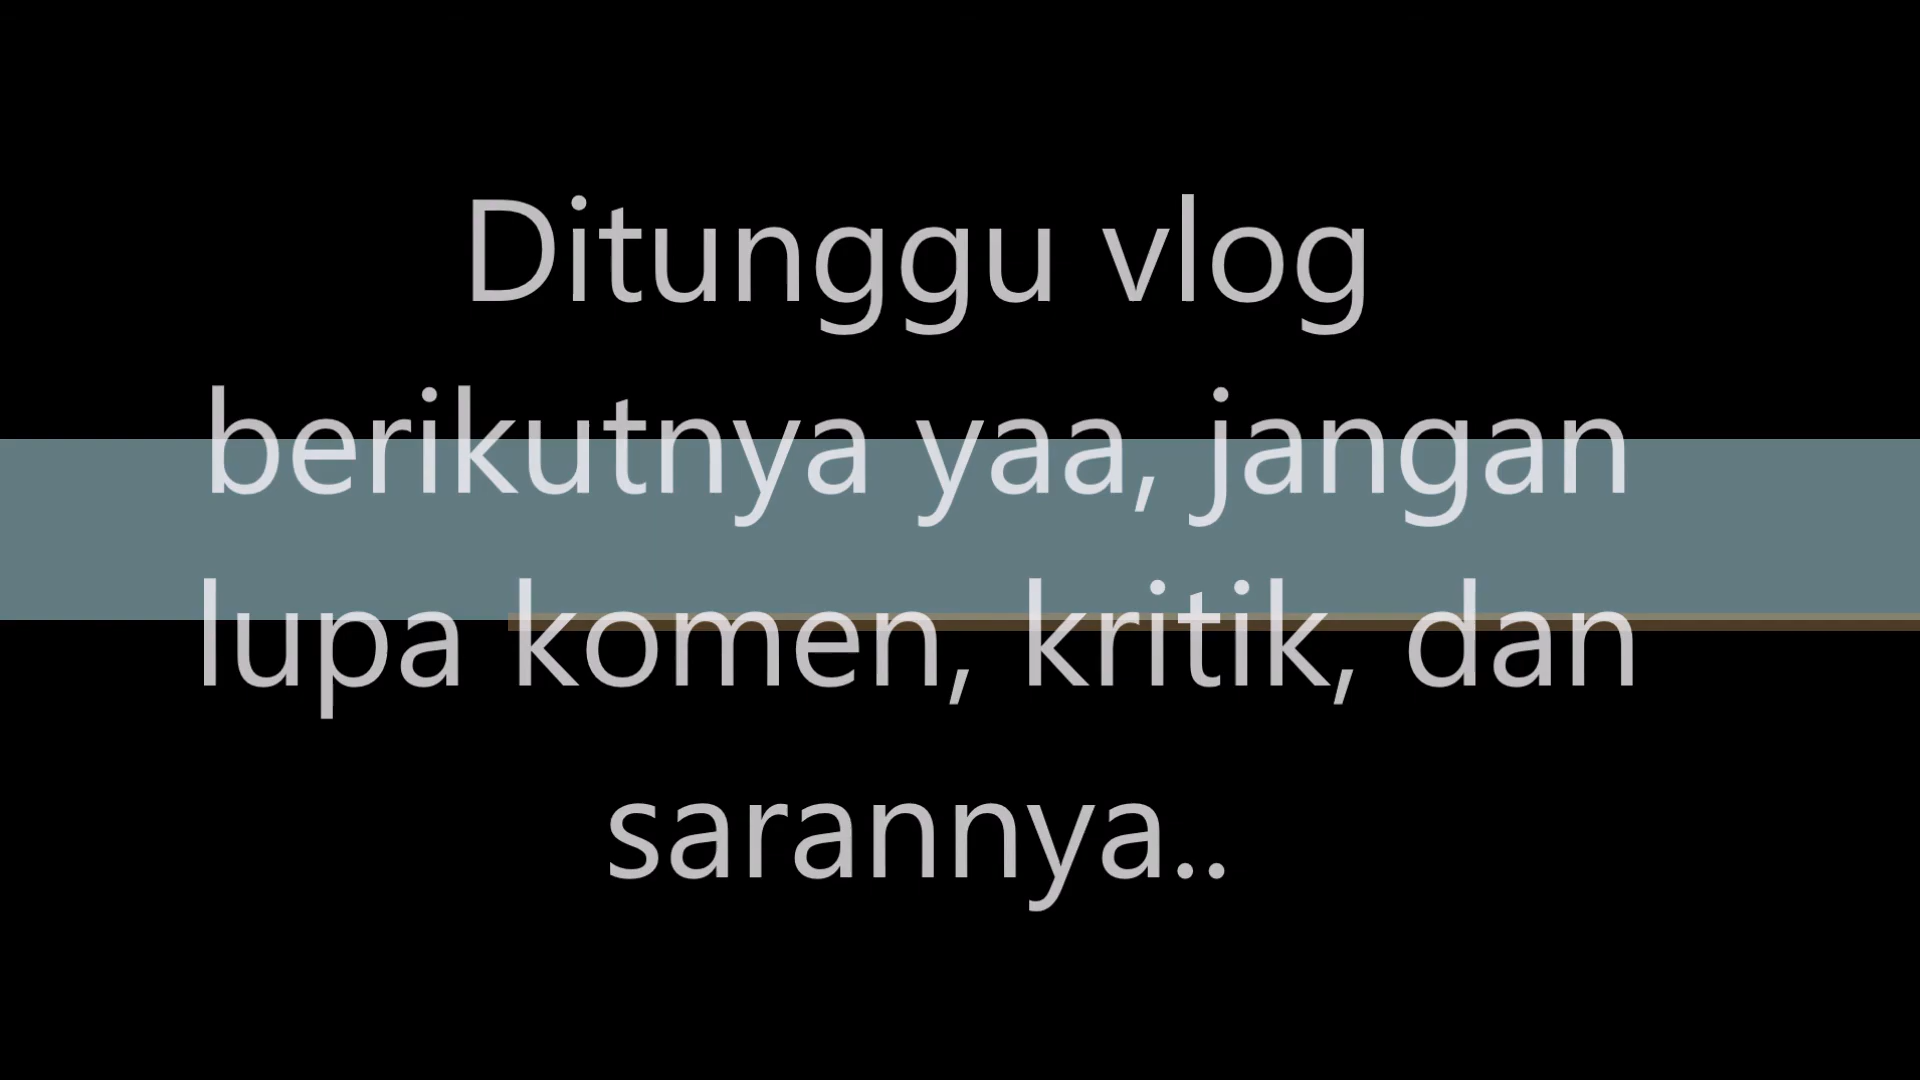 Ditunggu vlog
berikutnya yaa, jangan
lupa komen, kritik, dan
sarannya..